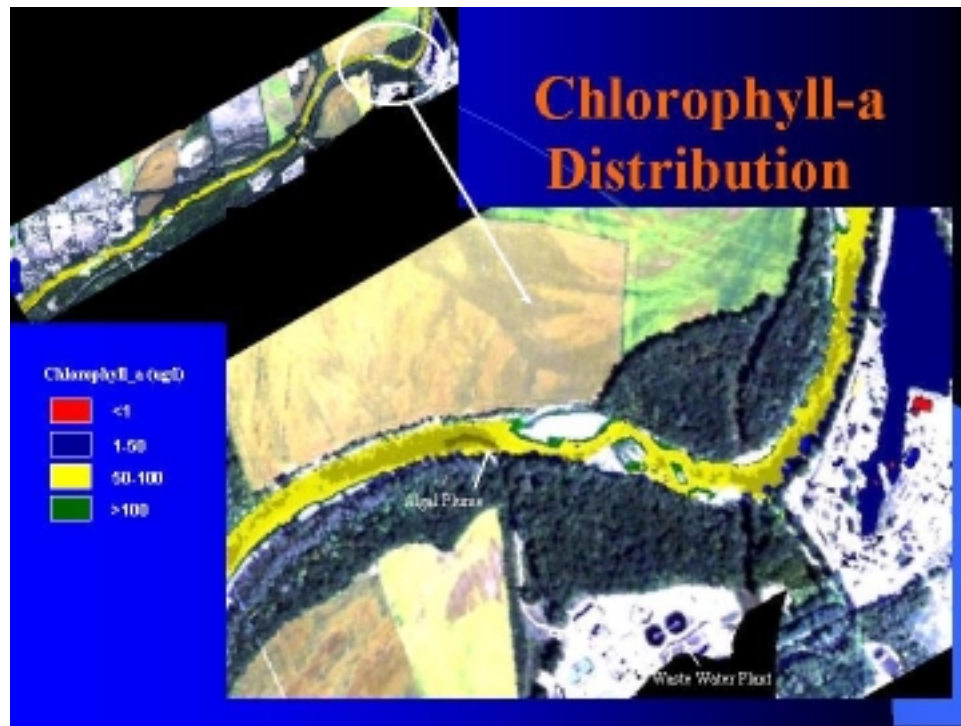 Chlorophyll-a
Distribution
Chlorophyll_a (ug/l)
<1
1-50
50-100
>100
Algal Plume
Waste Water Plant